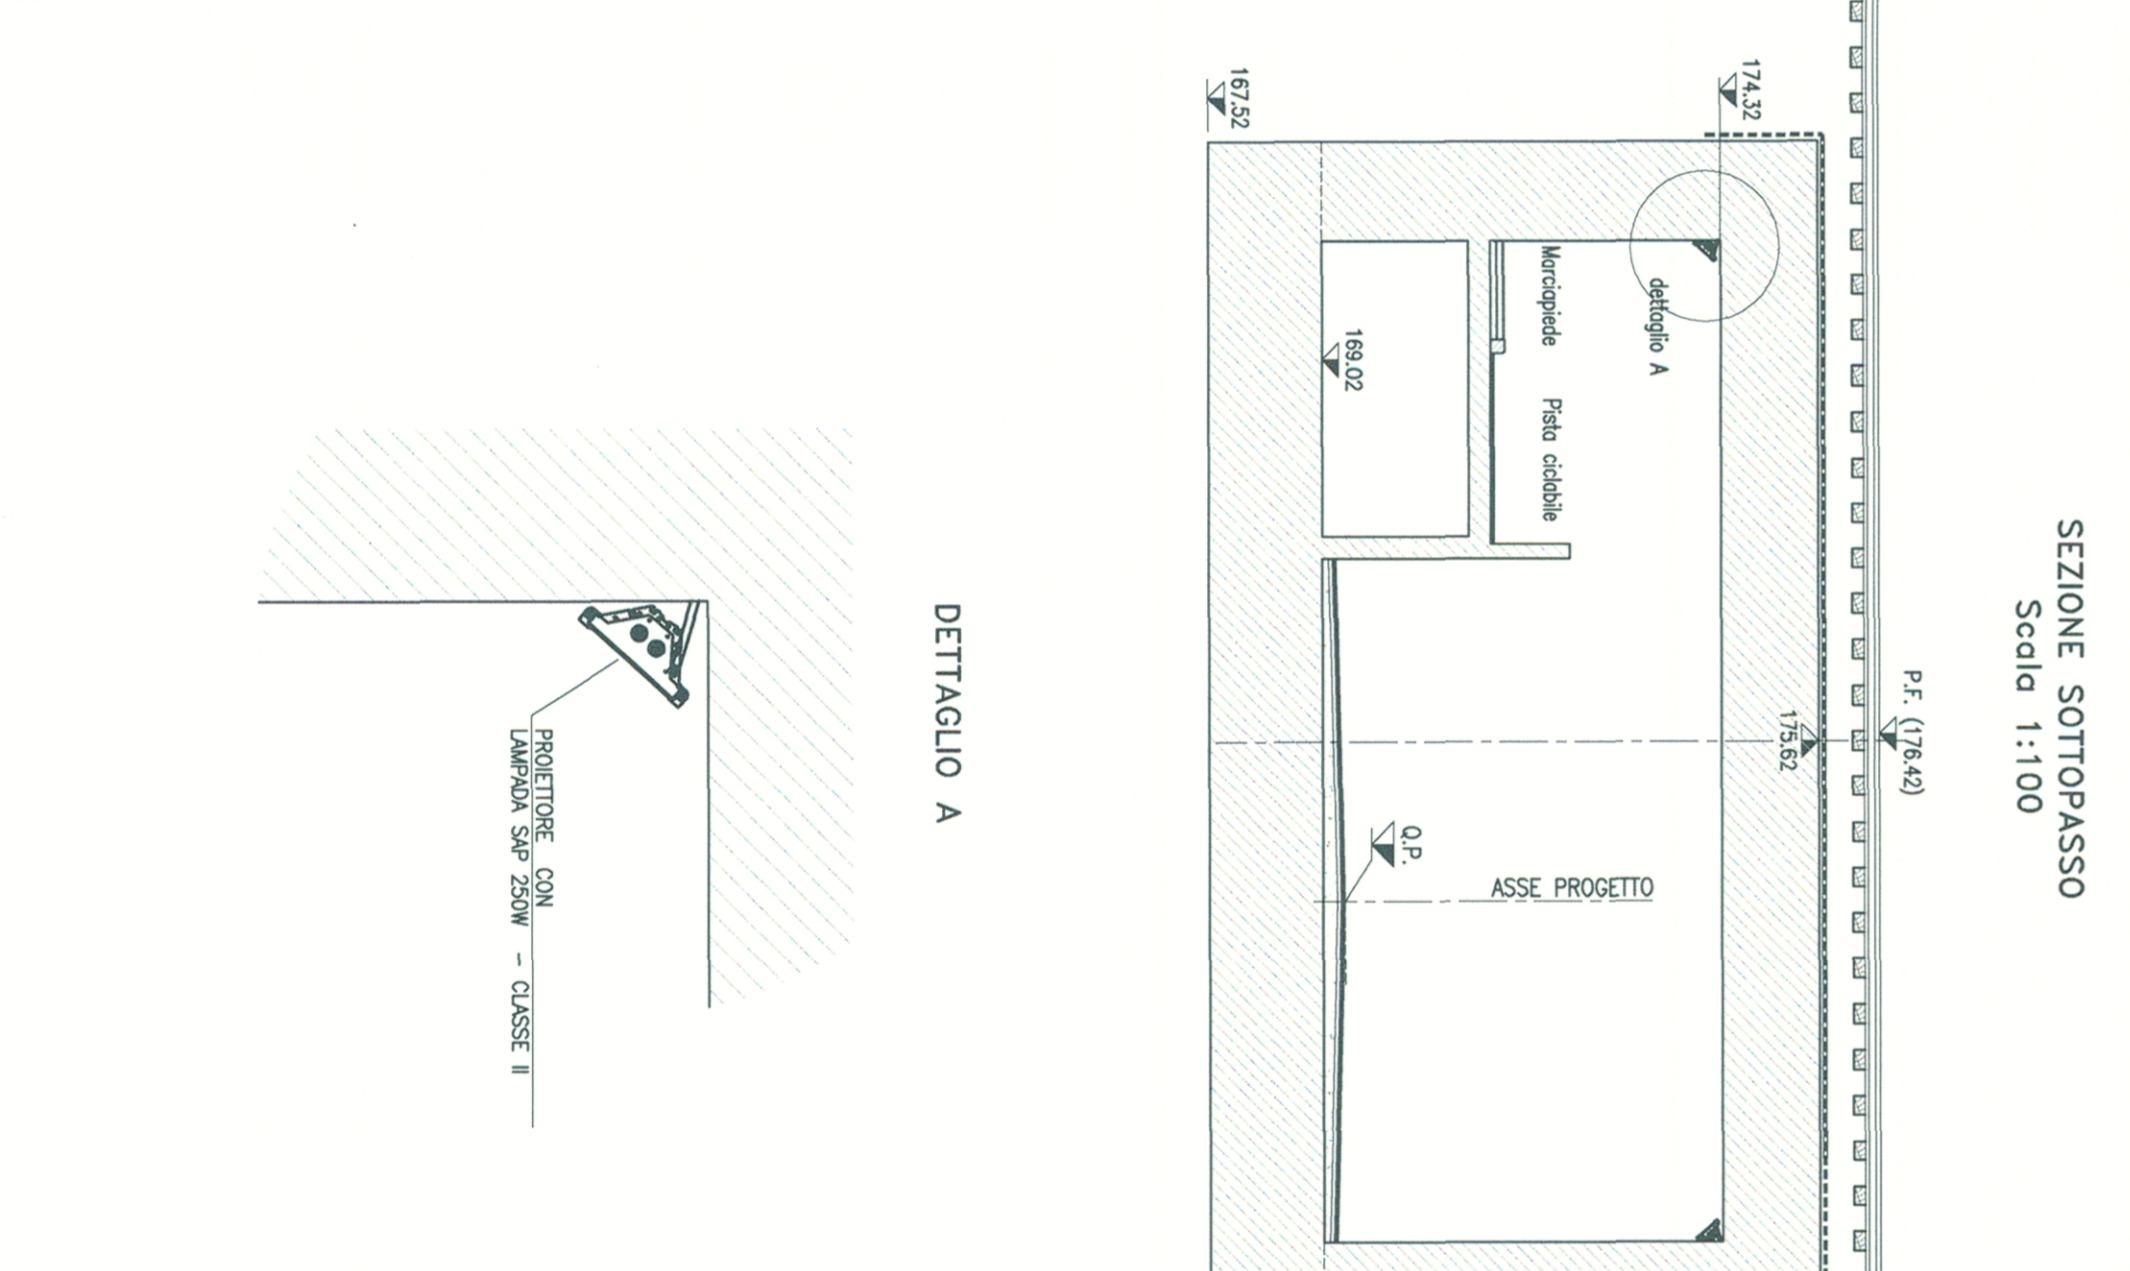 SEZIONE SOTTOPASSO
Scala 1:100
P.F. (176.42)
175.62
174.32
167.52
dettaglio A
Marciapiede
Pista ciclabile
169.02
Q.P.
ASSE PROGETTO
DETTAGLIO A
PROIETTORE CON
LAMPADA SAP 250W - CLASSE II